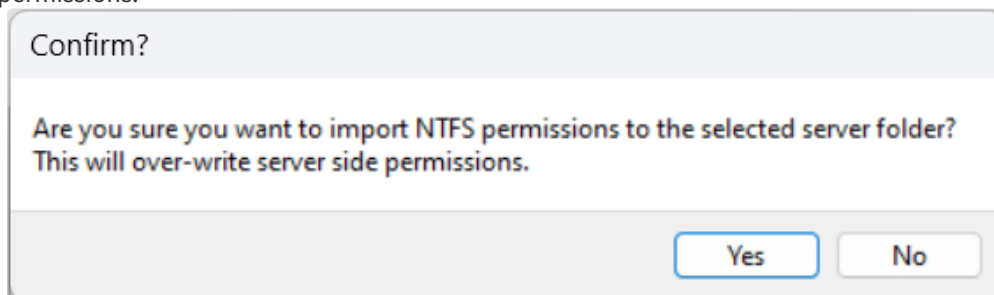 permissions.
Confirm?
Are you sure you want to import NTFS permissions to the selected server folder?
This will over-write server side permissions.
Yes
No